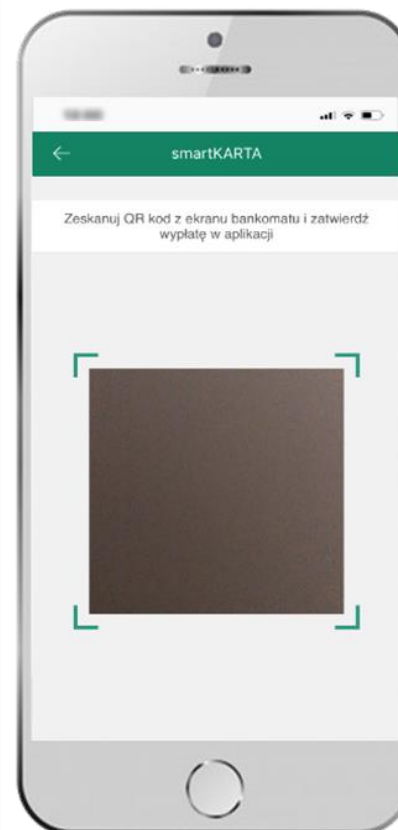 smartKARTA
Zeskanuj QR kod z ekranu bankomatu i zatwierdź
wypłatę w aplikacji